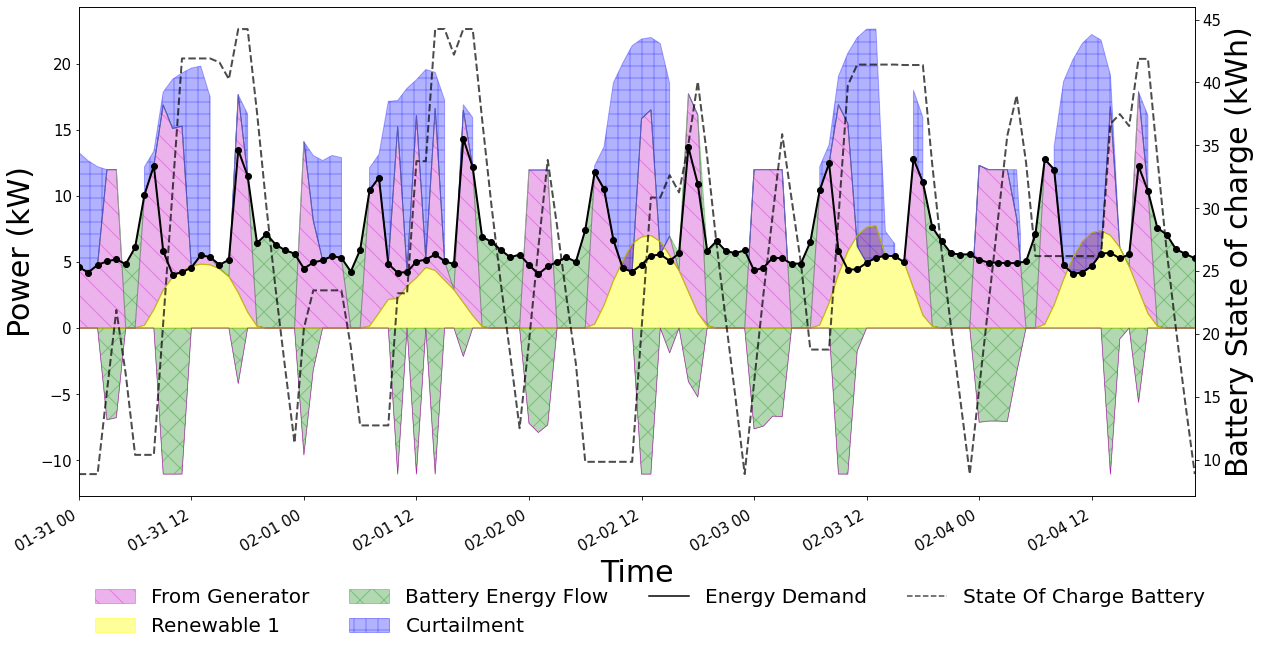 Power (kW)
20
15
10
5
0
−5
−10
45
40
35
30
25
20
15
10
Battery State of charge (kWh)
01-31 00
01-31 12
02-01 00
02-01 12
02-02 00
02-02 12
02-03 00
02-03 12
02-04 00
02-04 12
Time
From Generator
Battery Energy Flow
Energy Demand
State Of Charge Battery
Renewable 1
Curtailment